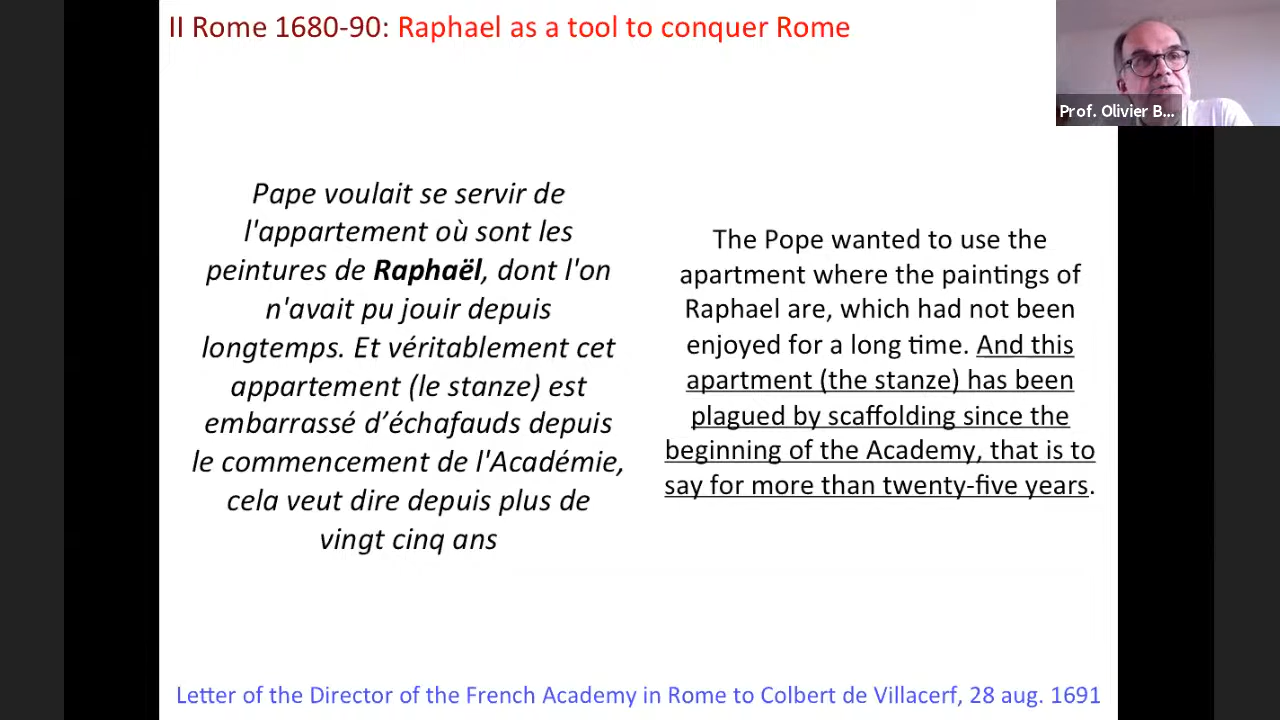 II Rome 1680-90: Raphael as a tool to conquer Rome
Prof. Olivier B...
Pape voulait se servir de
l'appartement où sont les
peintures de Raphaël, dont l'on
n'avait pu jouir depuis
longtemps. Et véritablement cet
appartement (le stanze) est
embarrassé d’échafauds depuis
le commencement de l'Académie,
cela veut dire depuis plus de
vingt cinq ans
The Pope wanted to use the
apartment where the paintings of
Raphael are, which had not been
enjoyed for a long time. And this
apartment (the stanze) has been
plagued by scaffolding since the
beginning of the Academy, that is to
say for more than twenty-five years.
Letter of the Director of the French Academy in Rome to Colbert de Villacerf, 28 aug. 1691